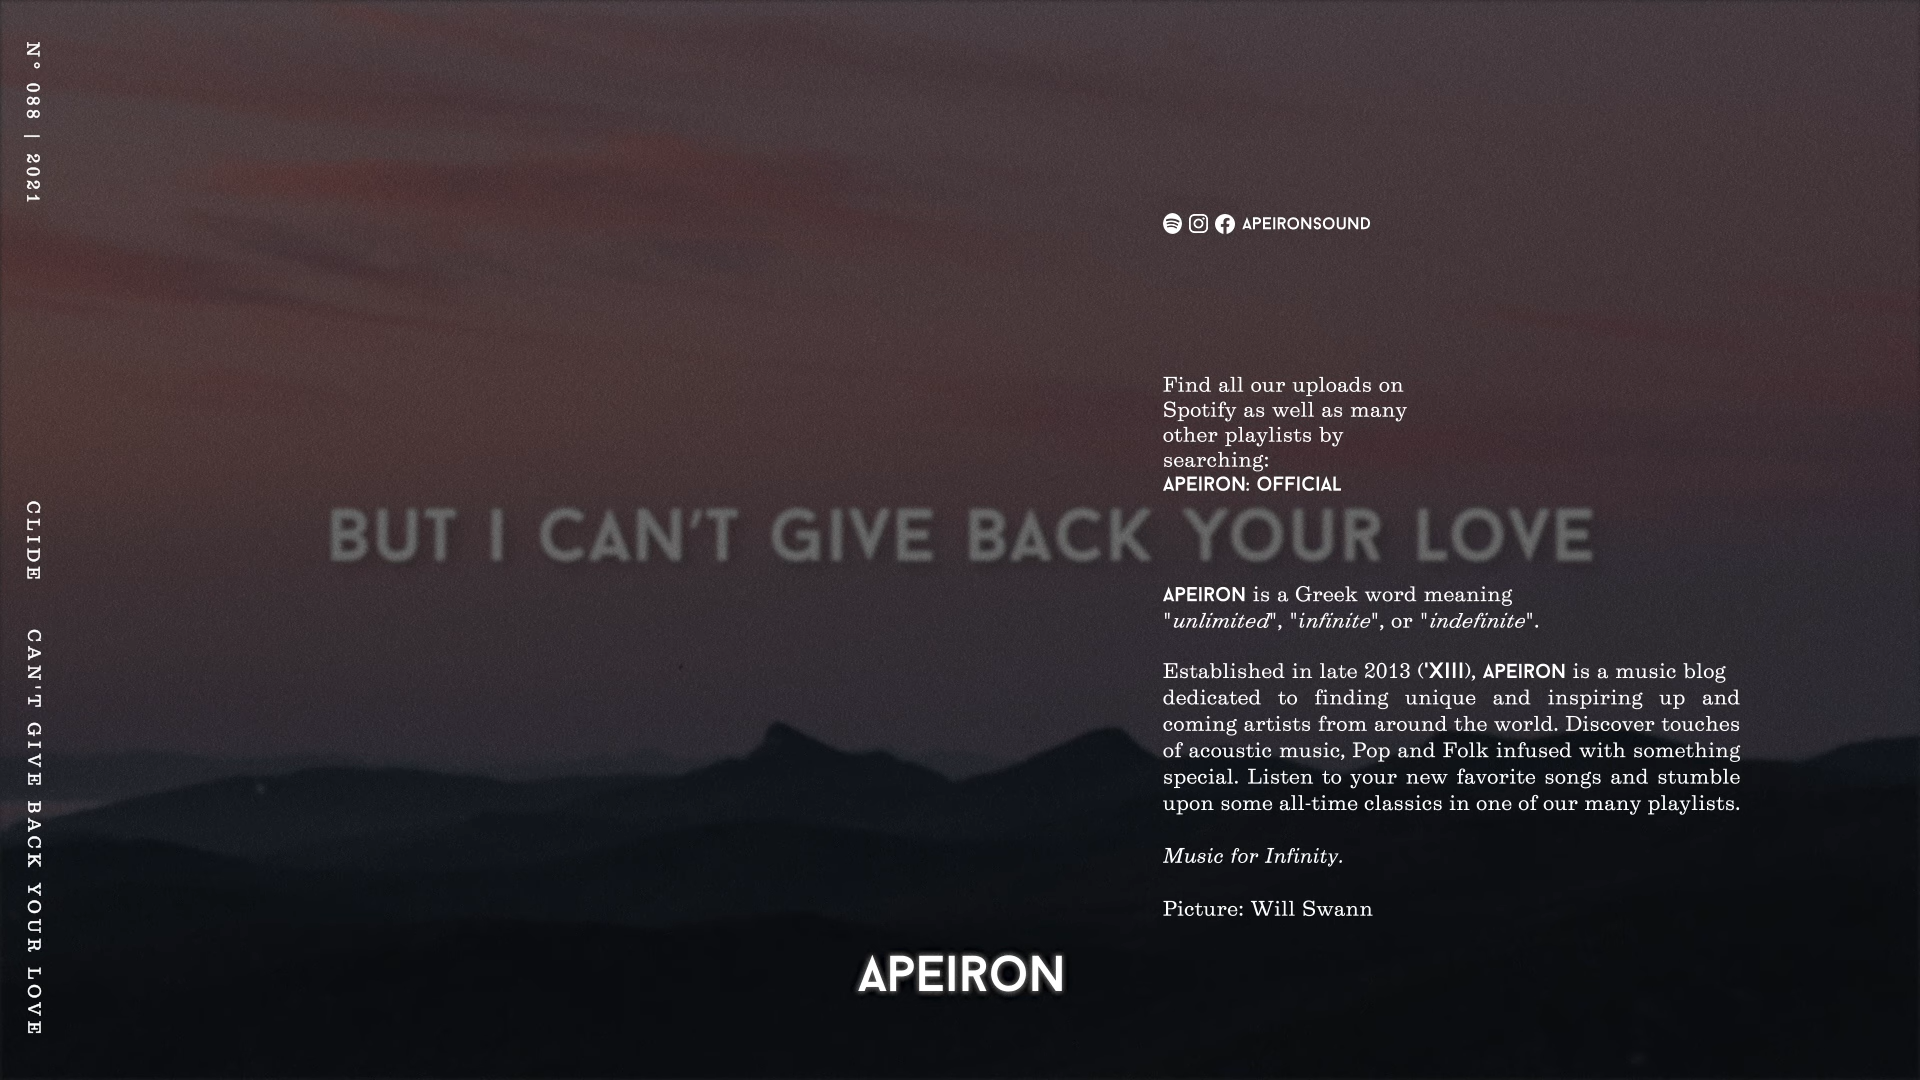 N° 088 | 2021
CLIDE CAN'T GIVE BACK YOUR LOVE
APEIRONSOUND
Find all our uploads on
Spotify as well as many
other playlists by
searching:
APEIRON: OFFICIAL
BUT I CAN'T GIVE BACK YOUR LOVE
APEIRON is a Greek word meaning
"unlimited", "infinite", or "indefinite".
Established in late 2013 ('XIII), APEIRON is a music blog
dedicated to finding unique and inspiring up and
coming artists from around the world. Discover touches
of acoustic music, Pop and Folk infused with something
special. Listen to your new favorite songs and stumble
upon some all-time classics in one of our many playlists.
Music for Infinity.
Picture: Will Swann
APEIRON